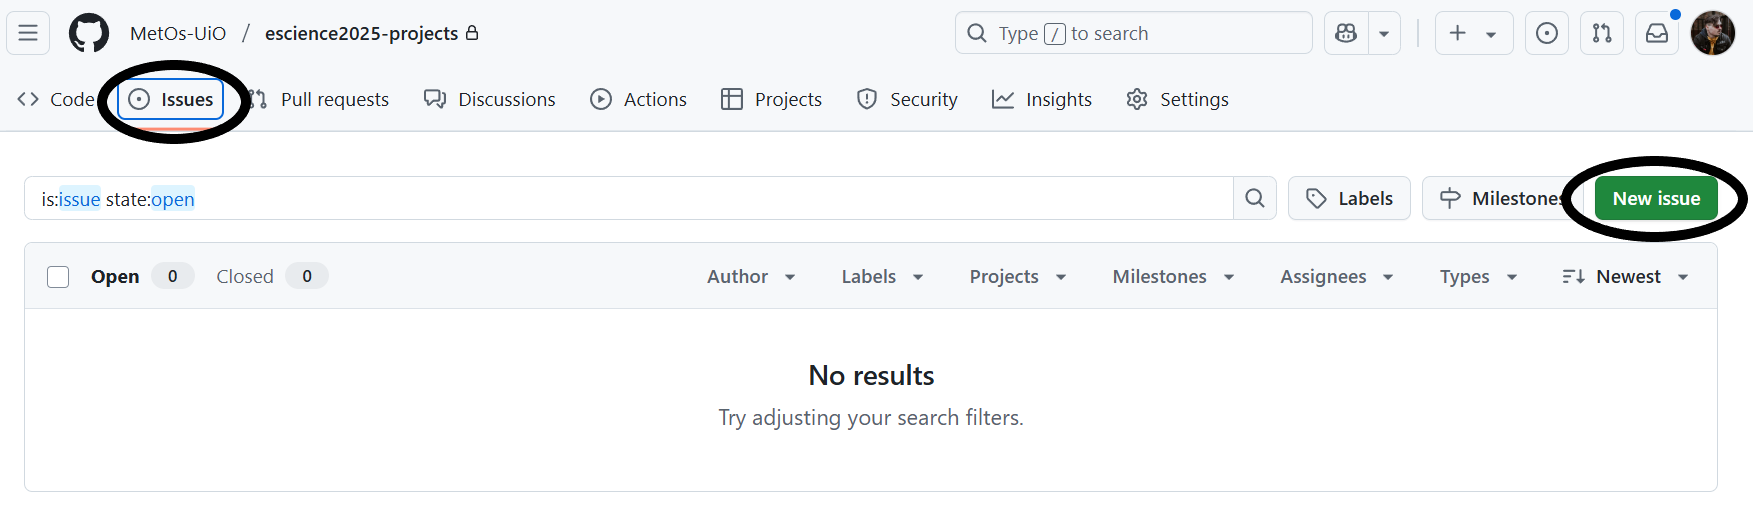 MetOs-UiO / escience2025-projects Type / to search
Code Issues Pull requests Discussions Actions Projects Security Insights Settings
is:issue state:open Labels Milestones New issue
Open 0 Closed 0 Author Labels Projects Milestones Assignees Types Newest
No results
Try adjusting your search filters.